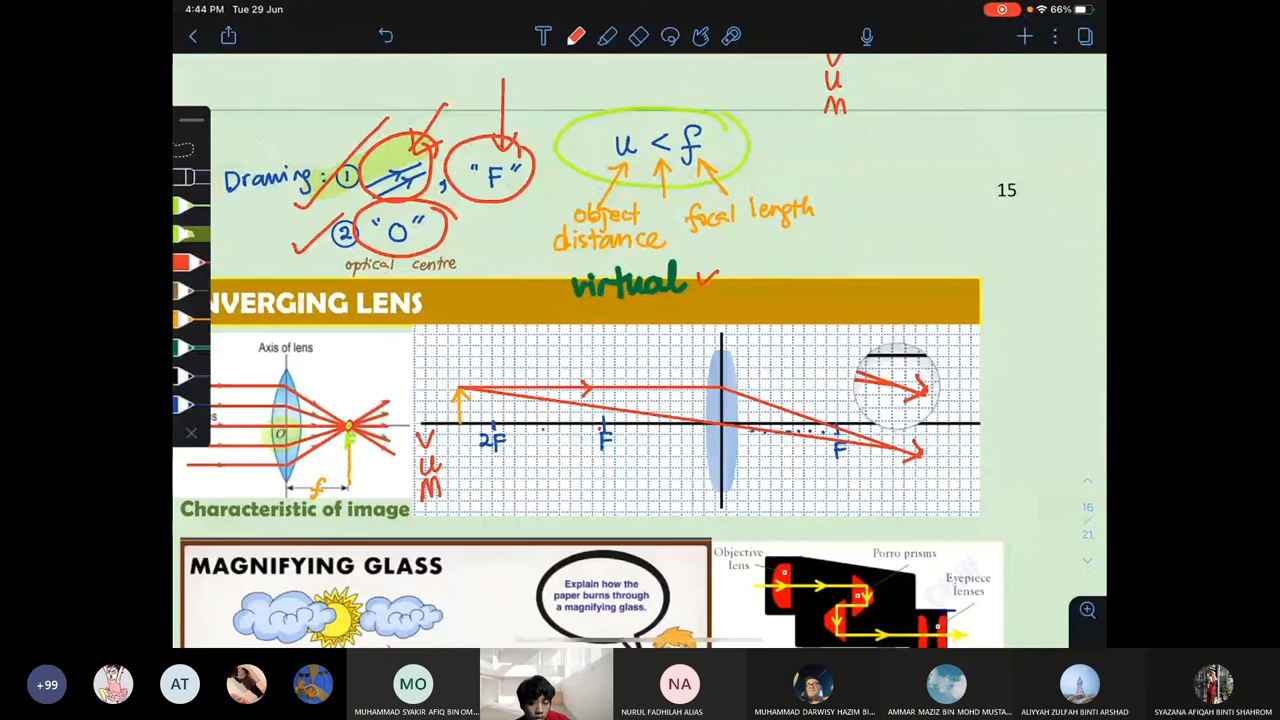 4:44 PM Tue 29 Jun
66%
V
U
M
Drawing : ① , "F"
② "O"
optical centre
u < f
object distance
focal length
virtual ✓
15
NVERGING LENS
Axis of lens
O
F
f
2F
F
F
V
U
M
Characteristic of image
16
21
MAGNIFYING GLASS
Explain how the
paper burns through
a magnifying glass.
Objective
lens
Porro prisms
Eyepiece
lenses
+99
AT
MO
NA
MUHAMMAD SYAKIR AFIQ BIN OM...
NURUL FADHILAH ALIAS
MUHAMMAD DARWISY HAZIM BI...
AMMAR MAZIZ BIN MOHD MUSTA...
ALIYYAH ZULFAH BINTI ARSHAD
SYAZANA AFIQAH BINTI SHAHROM